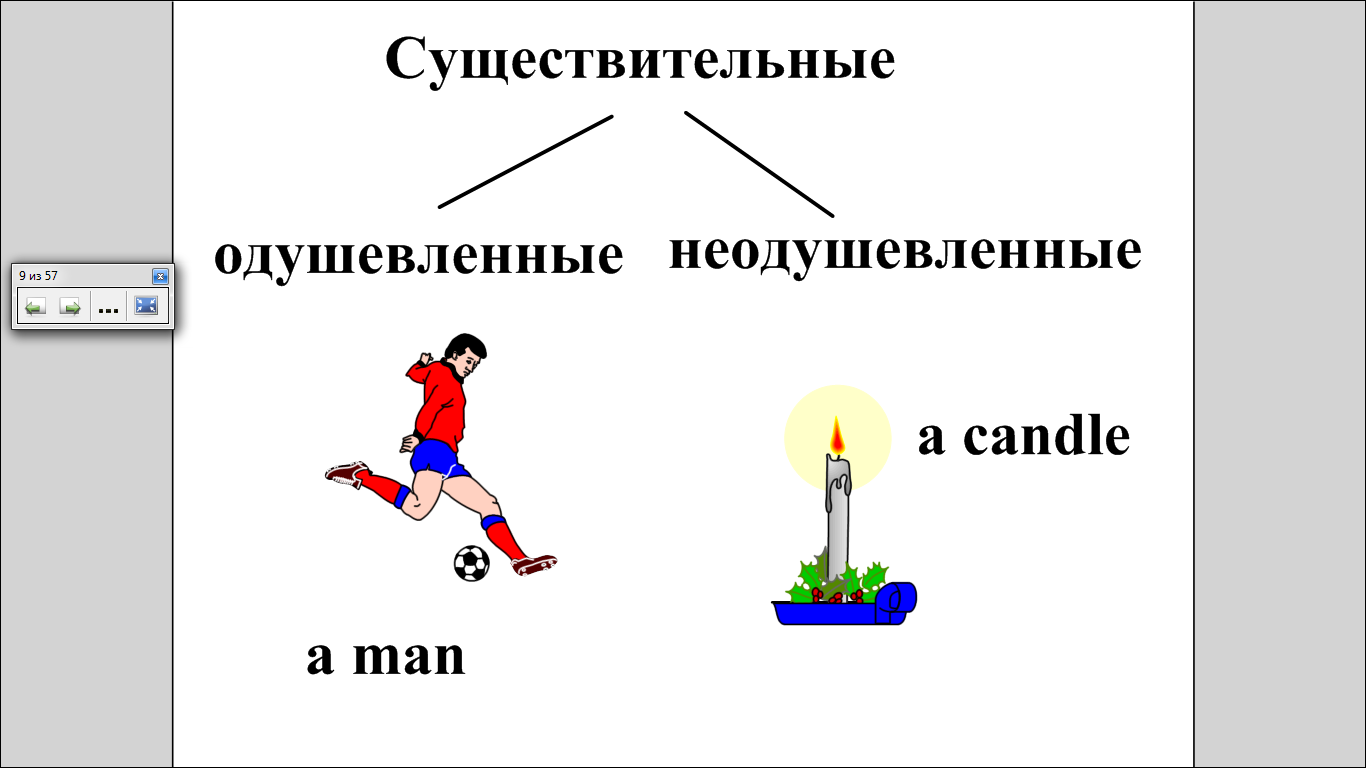 Существительные
одушевленные
неодушевленные
9 из 57
...
a candle
a man